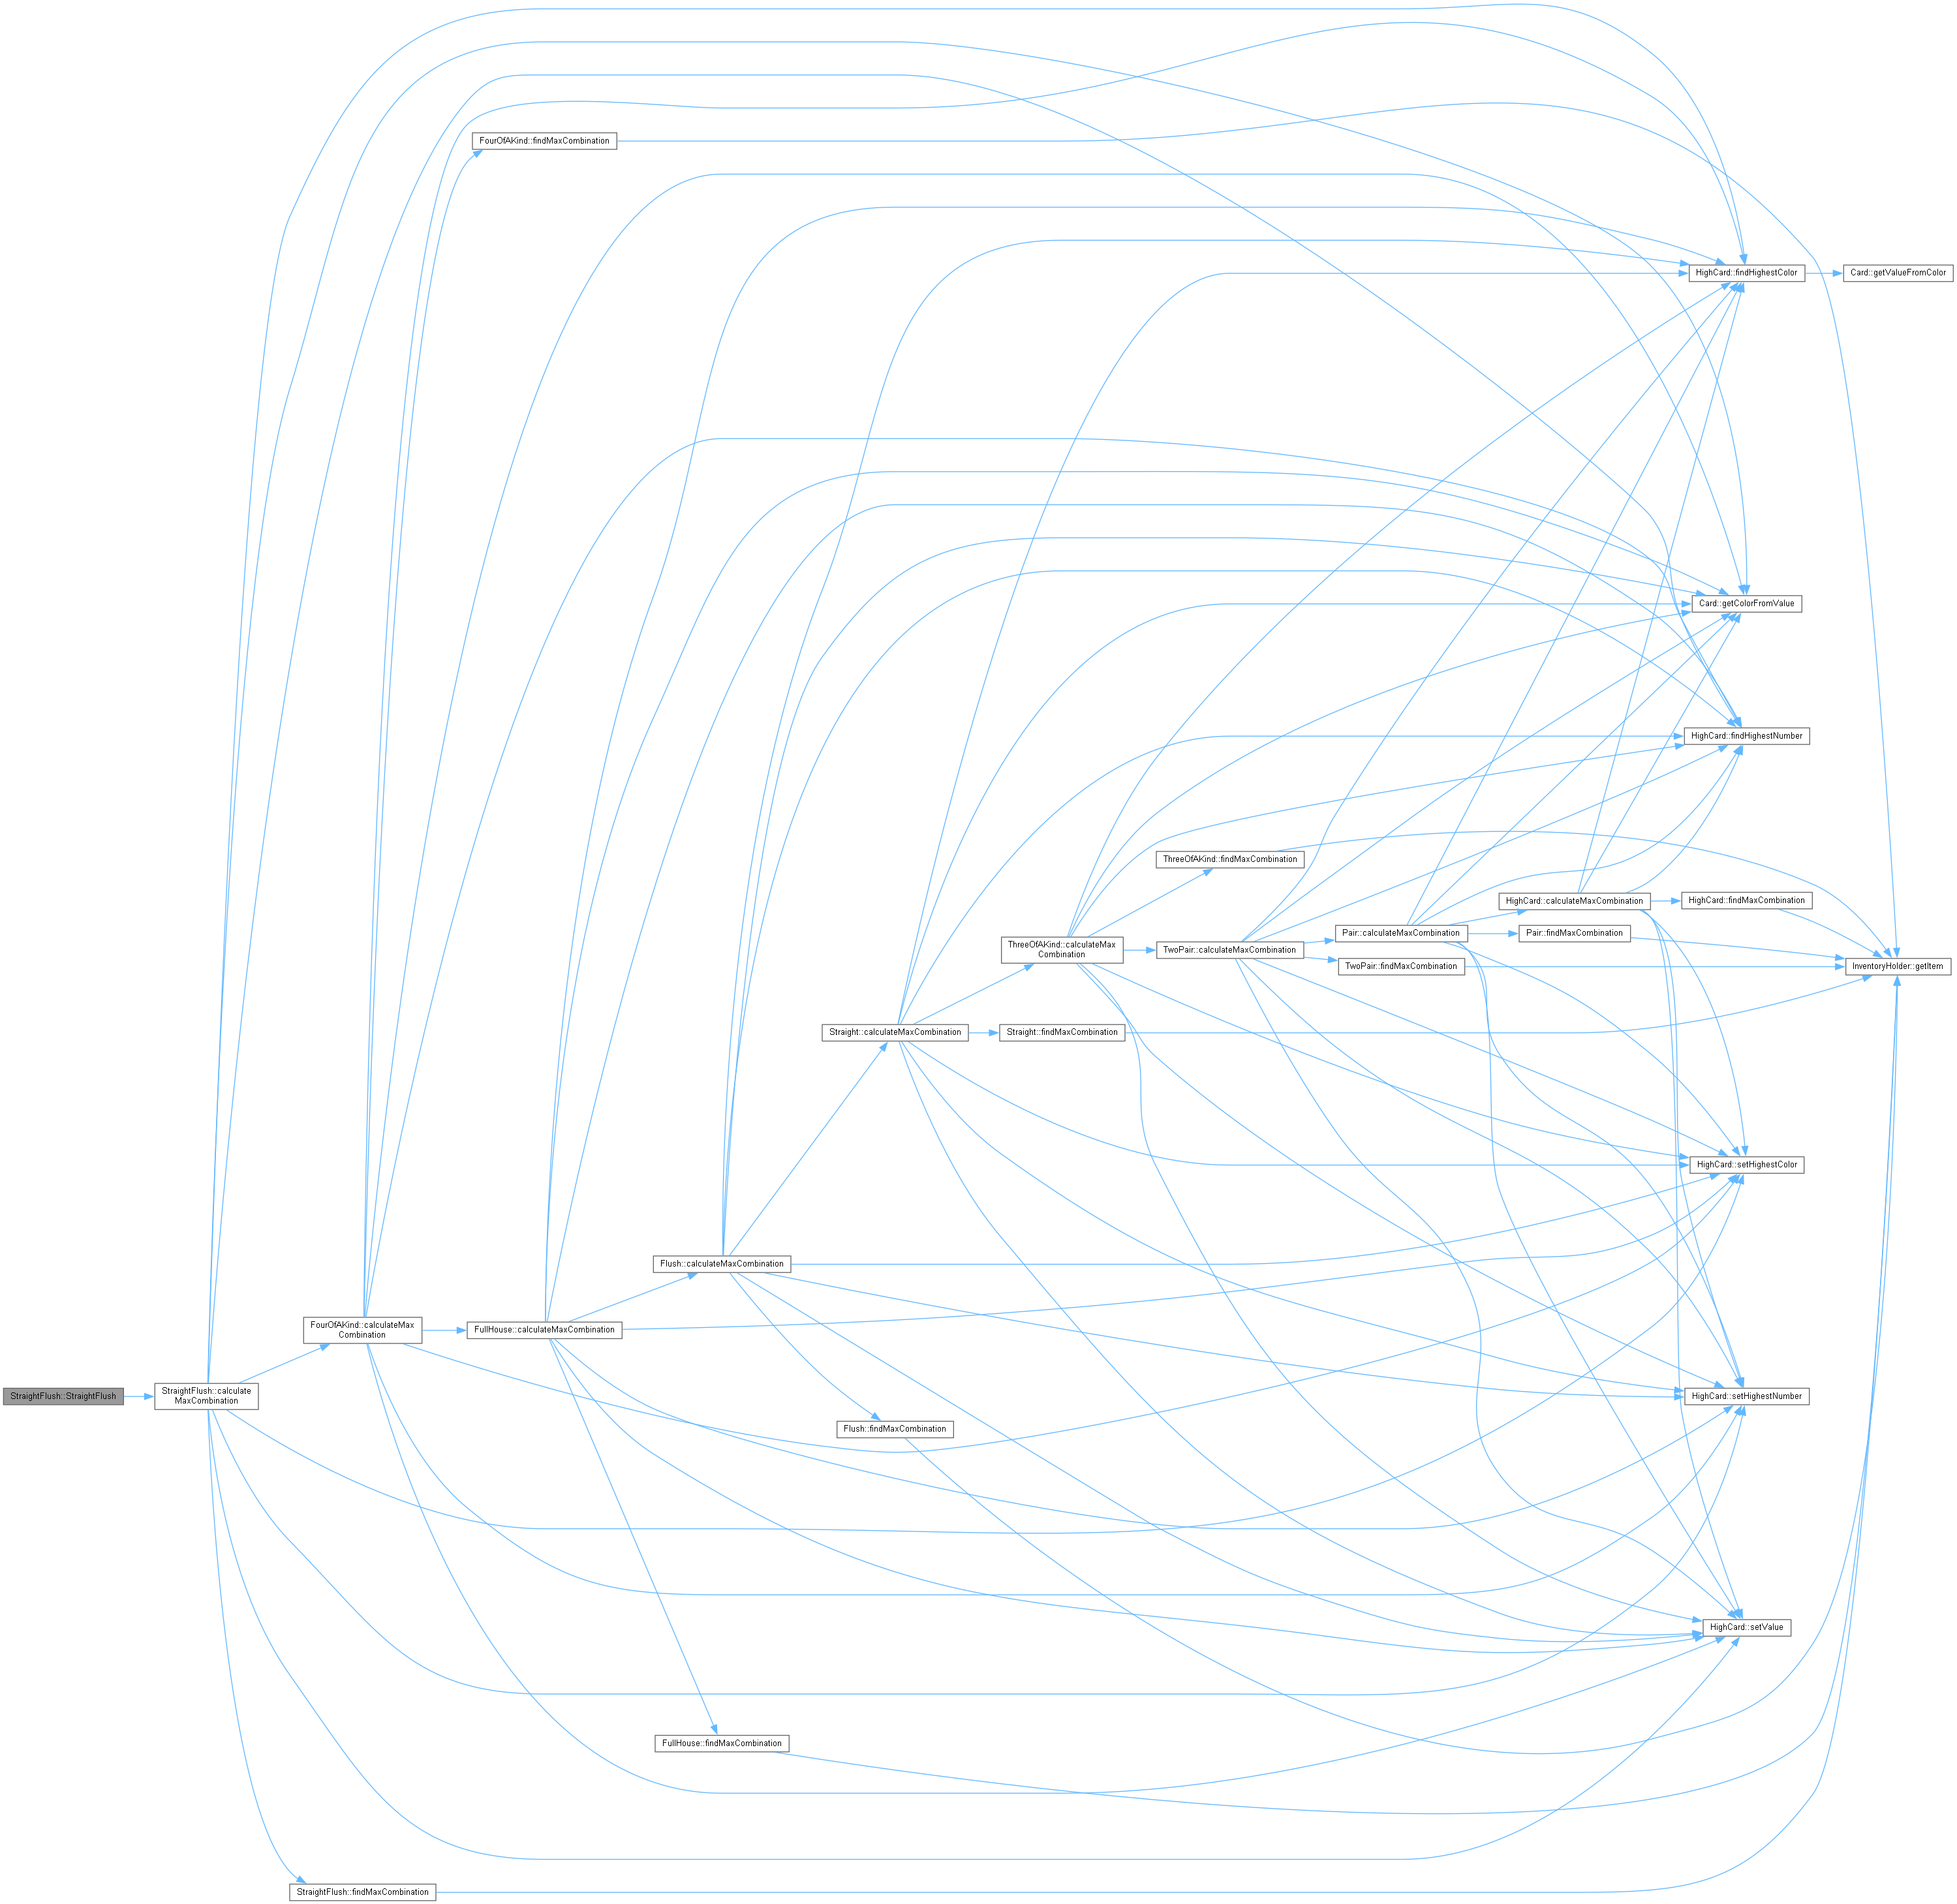 FourOfAKind::findMaxCombination
HighCard::findHighestColor
Card::getValueFromColor
Card::getColorFromValue
HighCard::findHighestNumber
ThreeOfAKind::findMaxCombination
HighCard::calculateMaxCombination
HighCard::findMaxCombination
ThreeOfAKind::calculateMax
Combination
TwoPair::calculateMaxCombination
Pair::calculateMaxCombination
Pair::findMaxCombination
TwoPair::findMaxCombination
InventoryHolder::getItem
Straight::calculateMaxCombination
Straight::findMaxCombination
HighCard::setHighestColor
Flush::calculateMaxCombination
FourOfAKind::calculateMax
Combination
FullHouse::calculateMaxCombination
StraightFlush::StraightFlush
StraightFlush::calculate
MaxCombination
HighCard::setHighestNumber
Flush::findMaxCombination
HighCard::setValue
FullHouse::findMaxCombination
StraightFlush::findMaxCombination